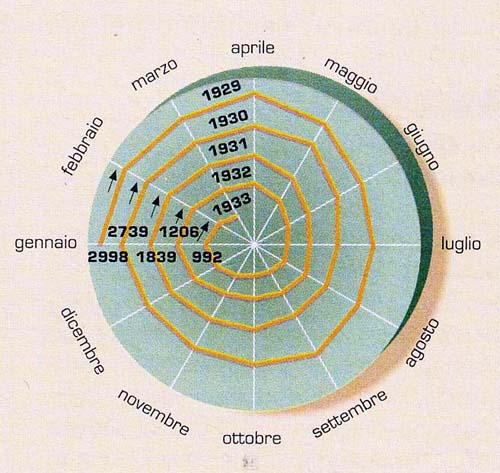 aprile
marzo
maggio
1929
febbraio
1930
giugno
1931
1932
1933
2739 1206
gennaio
luglio
2998 1839 992
dicembre
agosto
novembre
settembre
ottobre